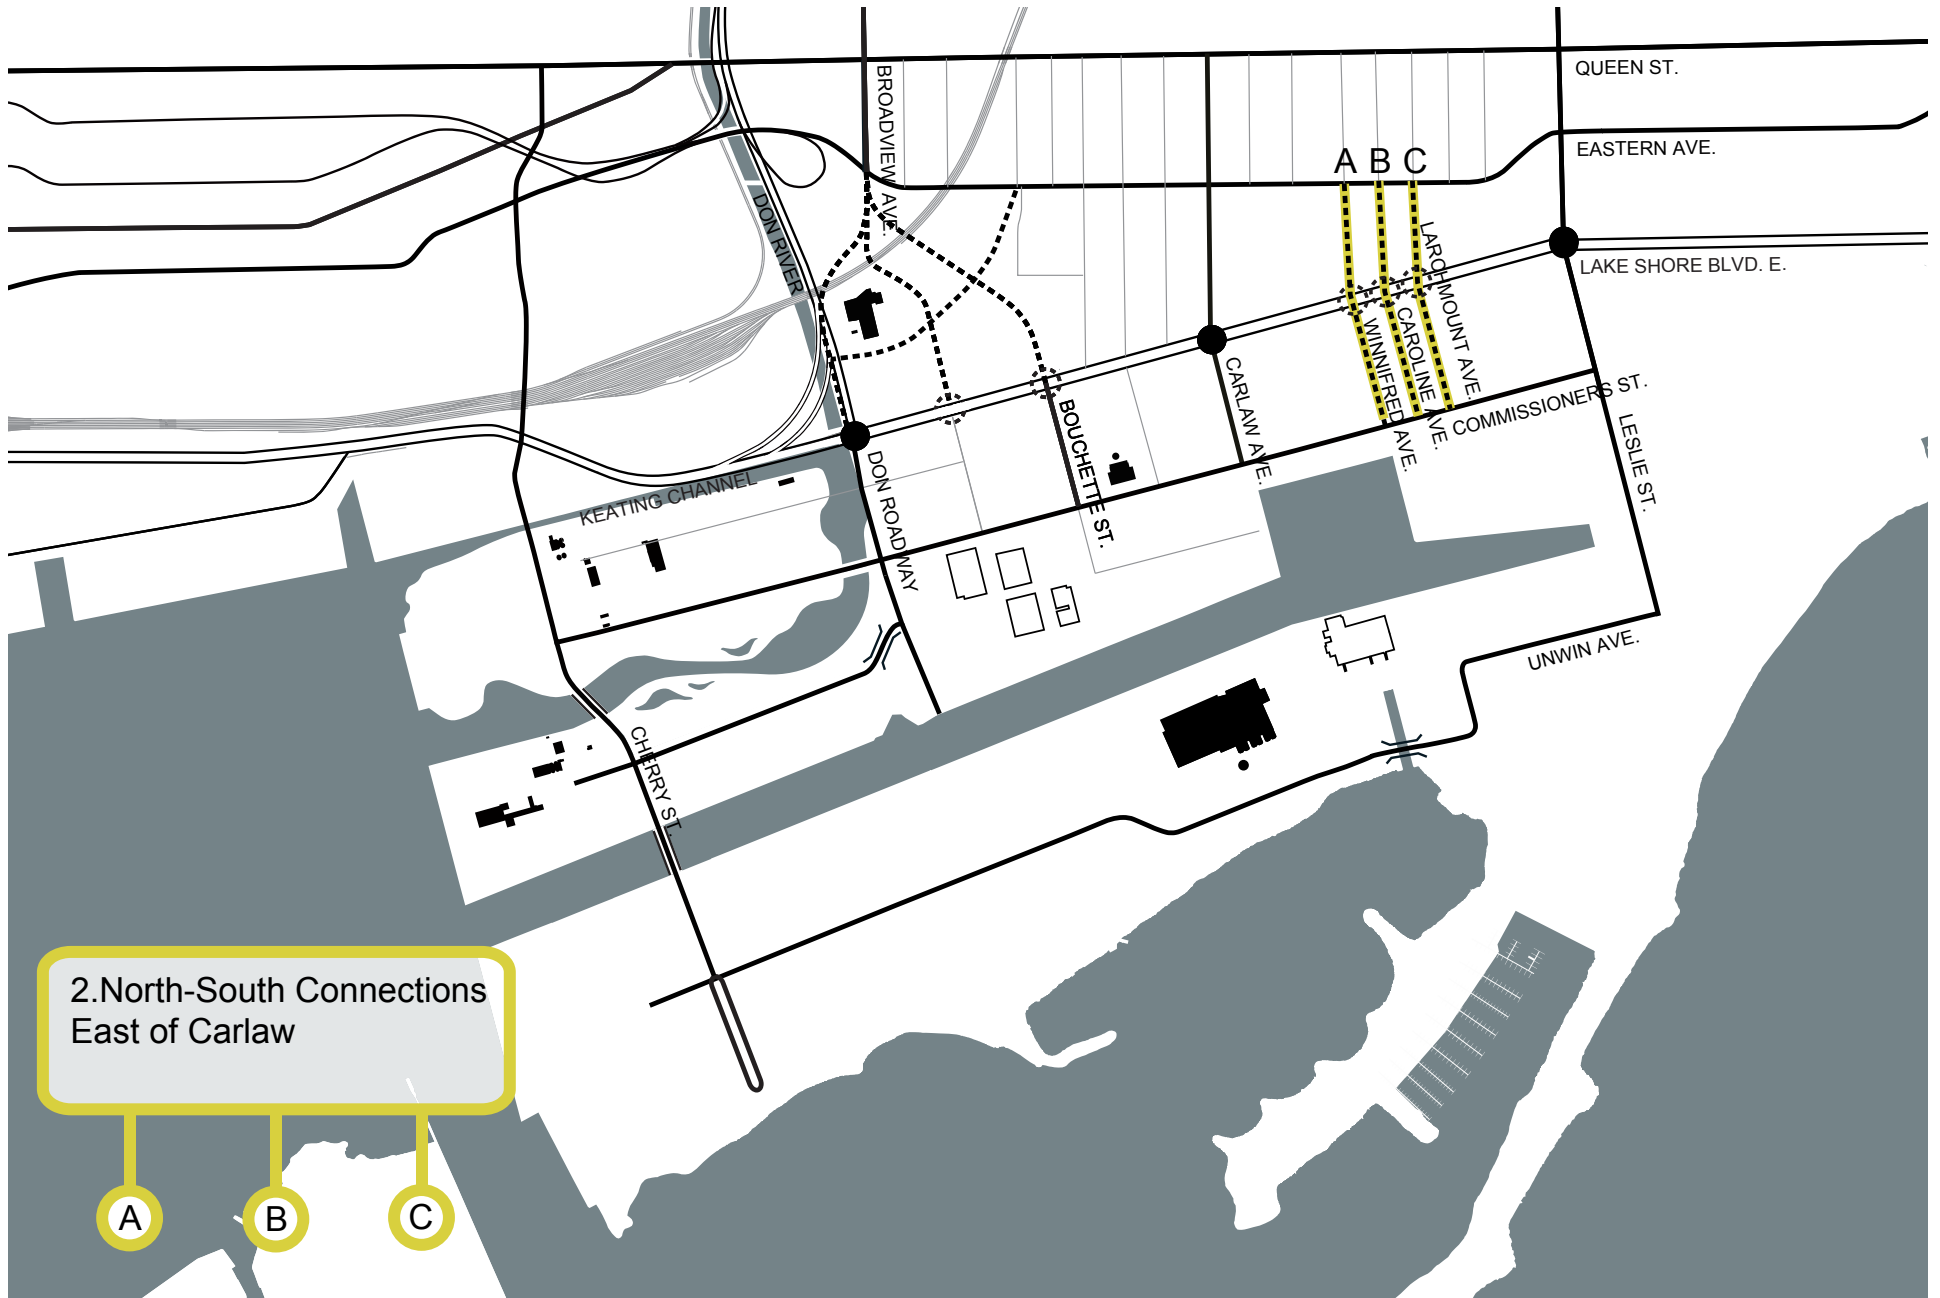 QUEEN ST.
BROADVIEW AVE.
EASTERN AVE.
A B C
DON RIVER
LARCHMOUNT AVE.
LAKE SHORE BLVD. E.
WINNIFRED AVE.
CAROLINE AVE.
COMMISSIONERS ST.
BOUCHETTE ST.
CARLAW AVE.
LESLIE ST.
DON ROADWAY
KEATING CHANNEL
UNWIN AVE.
CHERRY ST.
2.North-South Connections
East of Carlaw
A B C